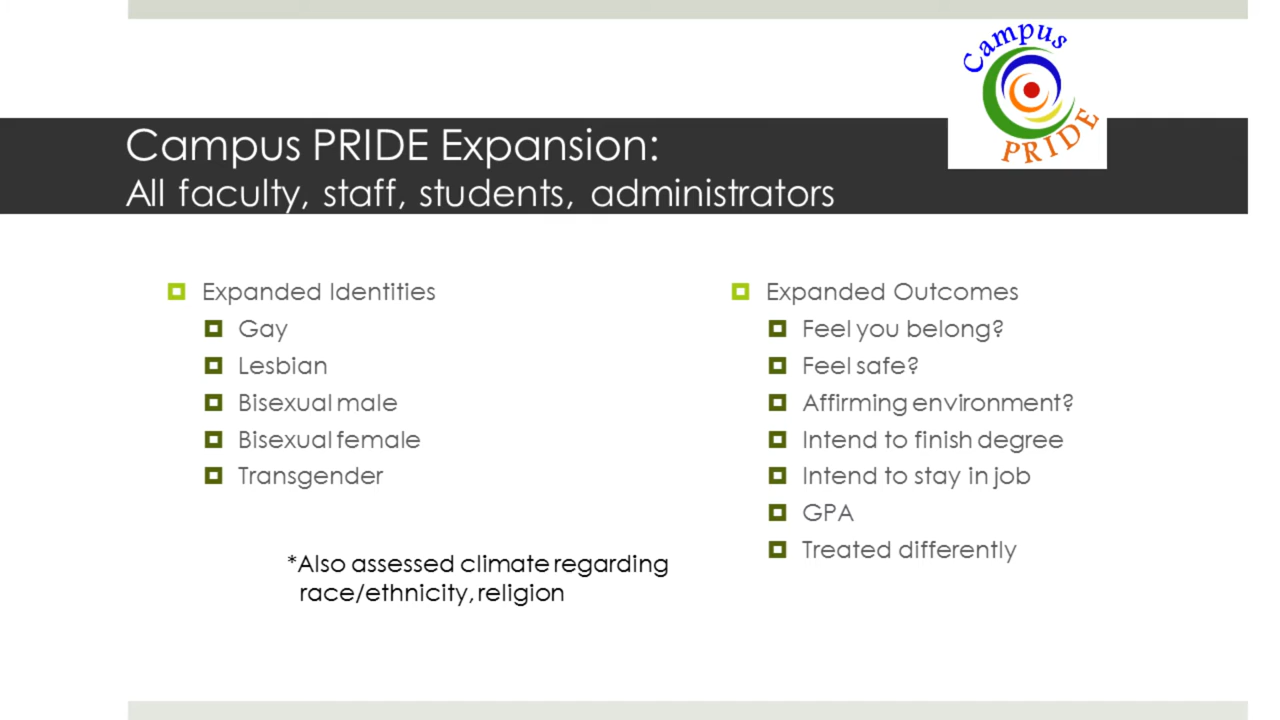 Campus
PRIDE
Campus PRIDE Expansion:
All faculty, staff, students, administrators
Expanded Identities
Gay
Lesbian
Bisexual male
Bisexual female
Transgender
*Also assessed climate regarding
race/ethnicity, religion
Expanded Outcomes
Feel you belong?
Feel safe?
Affirming environment?
Intend to finish degree
Intend to stay in job
GPA
Treated differently